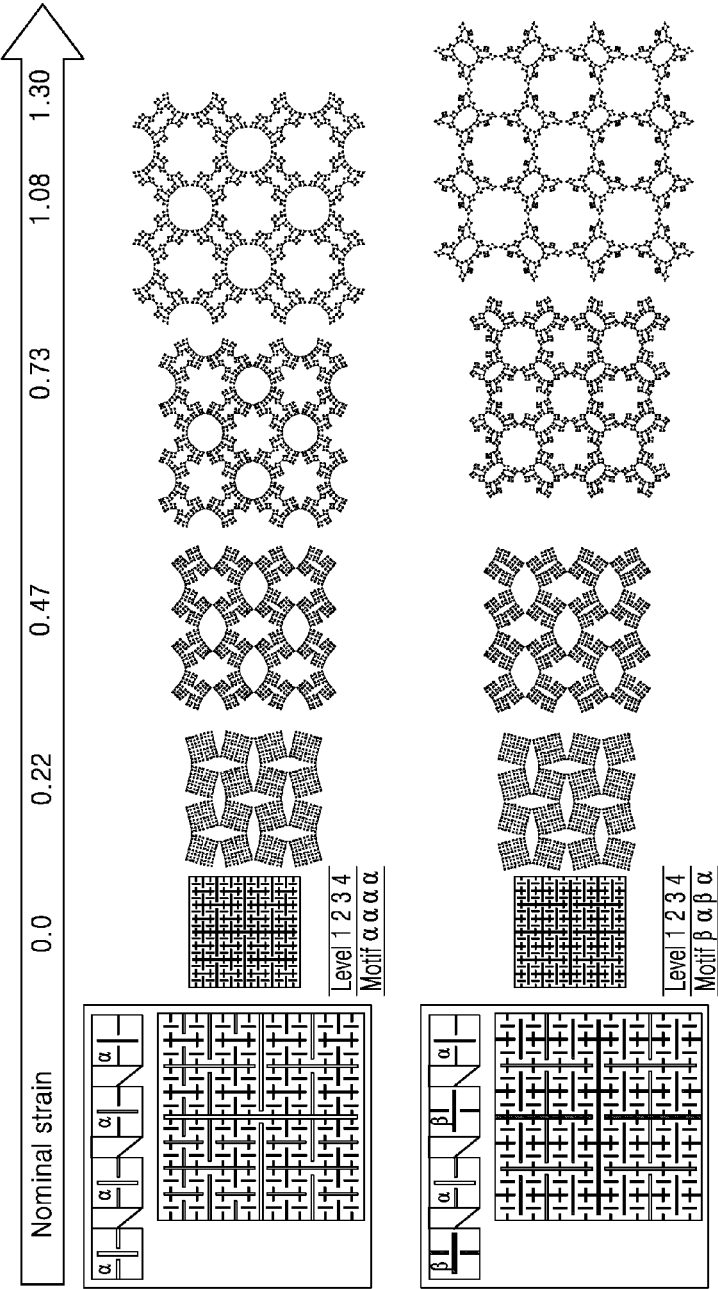 Nominal strain 0.0 0.22 0.47 0.73 1.08 1.30
α α α α
Level 1 2 3 4
Motif α α α α
β α β α
Level 1 2 3 4
Motif β α β α